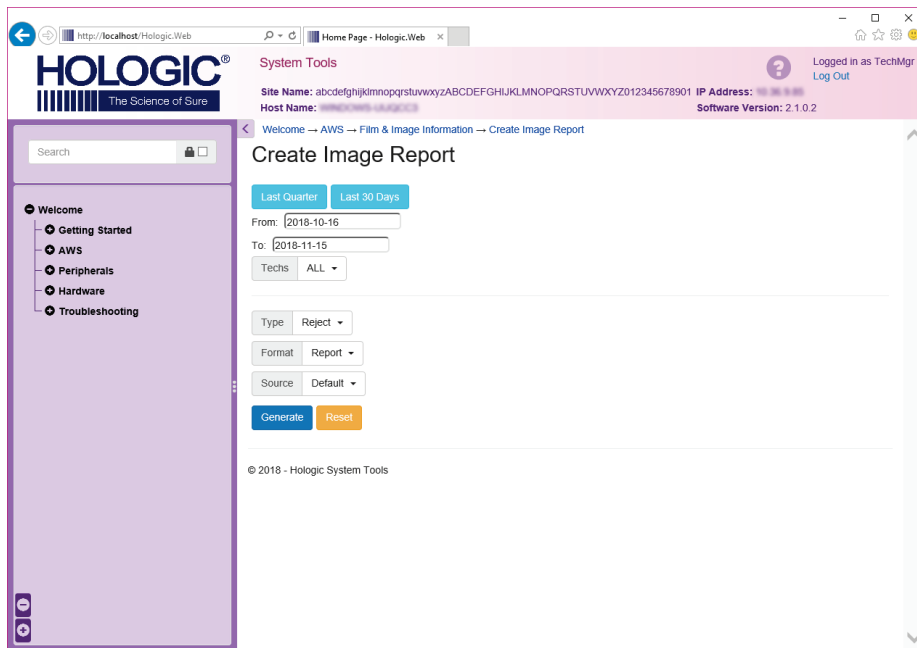 http://localhost/Hologic.Web
Home Page - Hologic.Web
HOLOGIC®
The Science of Sure
System Tools
Logged in as TechMgr
Log Out
Site Name: abcdefghijklmnopqrstuvwxyzABCDEFGHIJKLMNOPQRSTUVWXYZ012345678901 IP Address:
Host Name:
Software Version: 2.1.0.2
Search
Welcome
Getting Started
AWS
Peripherals
Hardware
Troubleshooting
Welcome → AWS → Film & Image Information → Create Image Report
Create Image Report
Last Quarter Last 30 Days
From: 2018-10-16
To: 2018-11-15
Techs ALL
Type Reject
Format Report
Source Default
Generate Reset
© 2018 - Hologic System Tools